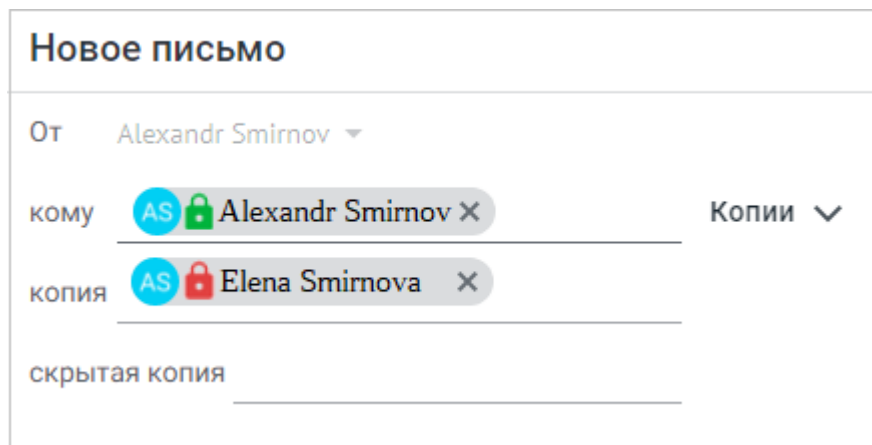 Новое письмо
От Alexandr Smirnov
кому AS Alexandr Smirnov Копии
копия AS Elena Smirnova
скрытая копия